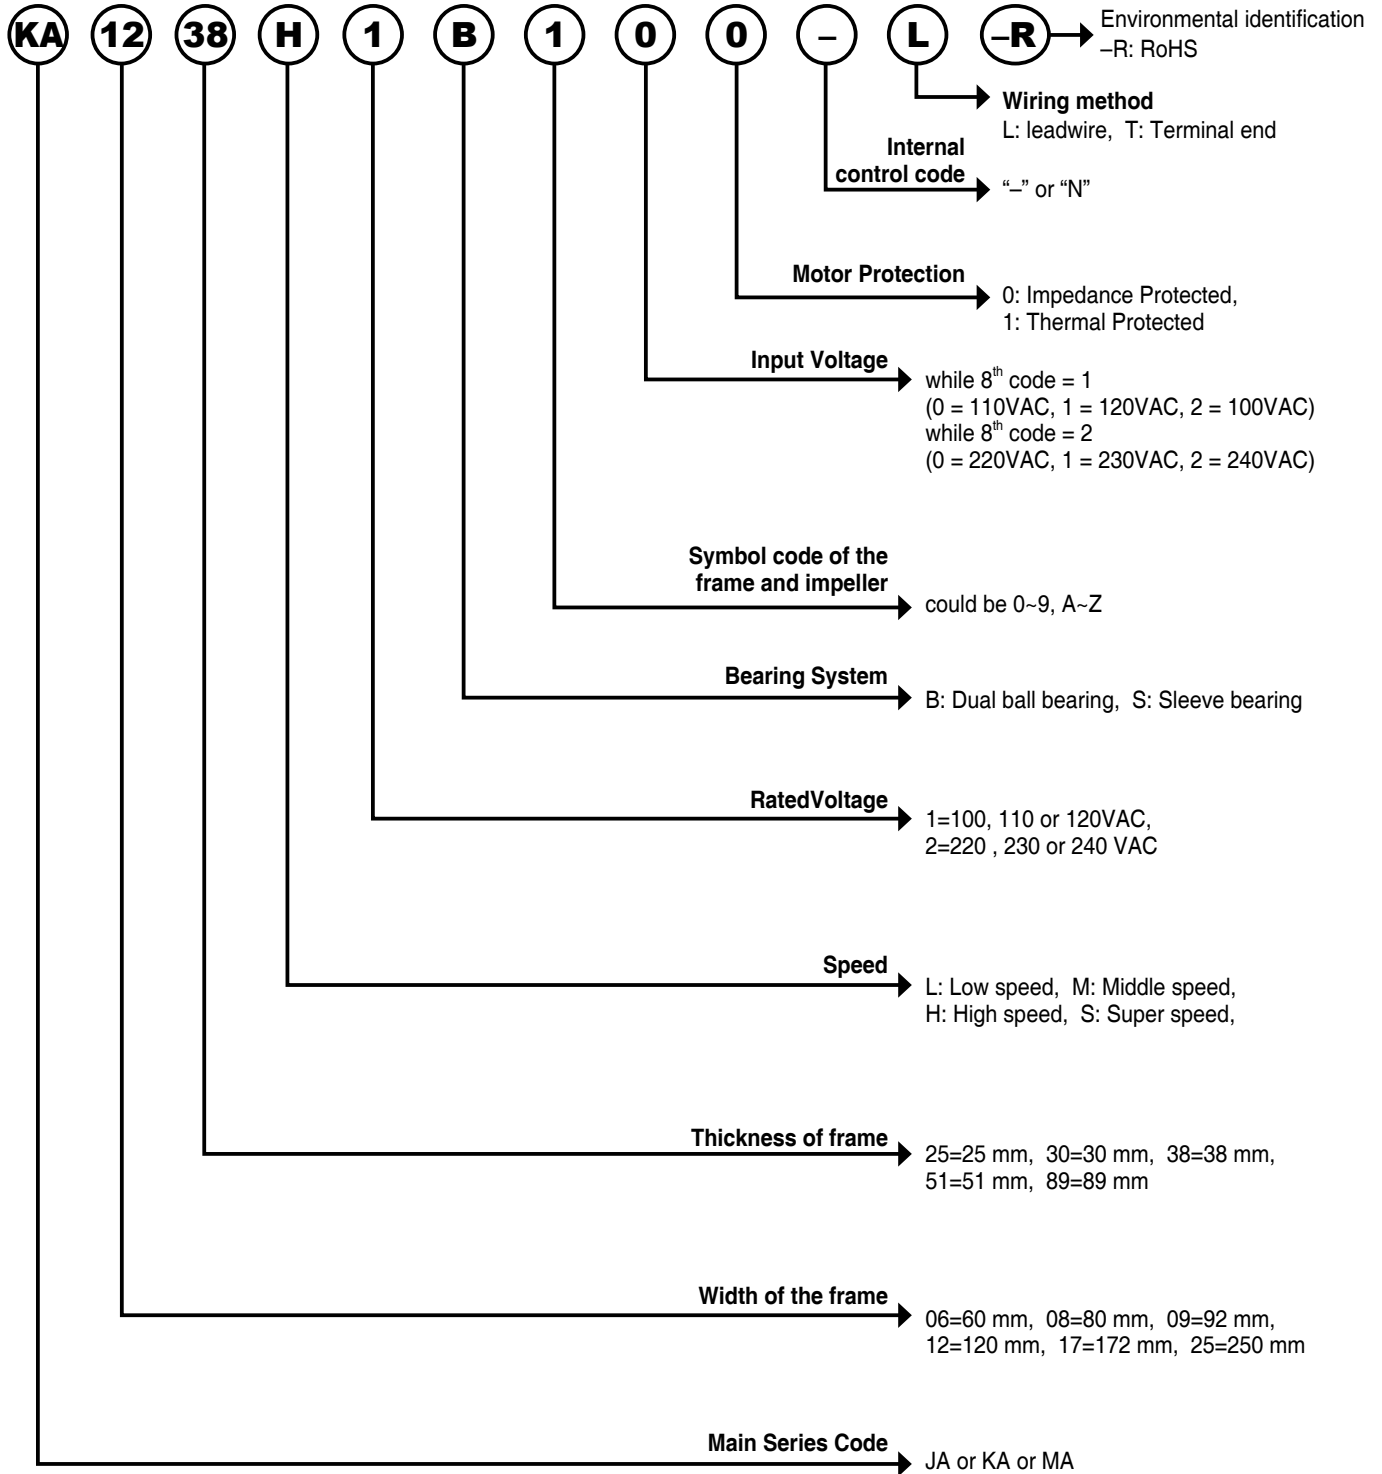 KA 12 38 H 1 B 1 0 0 – L –R
Environmental identification
–R: RoHS
Wiring method
L: leadwire, T: Terminal end
Internal
control code
“–” or “N”
Motor Protection
0: Impedance Protected,
1: Thermal Protected
Input Voltage
while 8th code = 1
(0 = 110VAC, 1 = 120VAC, 2 = 100VAC)
while 8th code = 2
(0 = 220VAC, 1 = 230VAC, 2 = 240VAC)
Symbol code of the
frame and impeller
could be 0~9, A~Z
Bearing System
B: Dual ball bearing, S: Sleeve bearing
RatedVoltage
1=100, 110 or 120VAC,
2=220 , 230 or 240 VAC
Speed
L: Low speed, M: Middle speed,
H: High speed, S: Super speed,
Thickness of frame
25=25 mm, 30=30 mm, 38=38 mm,
51=51 mm, 89=89 mm
Width of the frame
06=60 mm, 08=80 mm, 09=92 mm,
12=120 mm, 17=172 mm, 25=250 mm
Main Series Code
JA or KA or MA